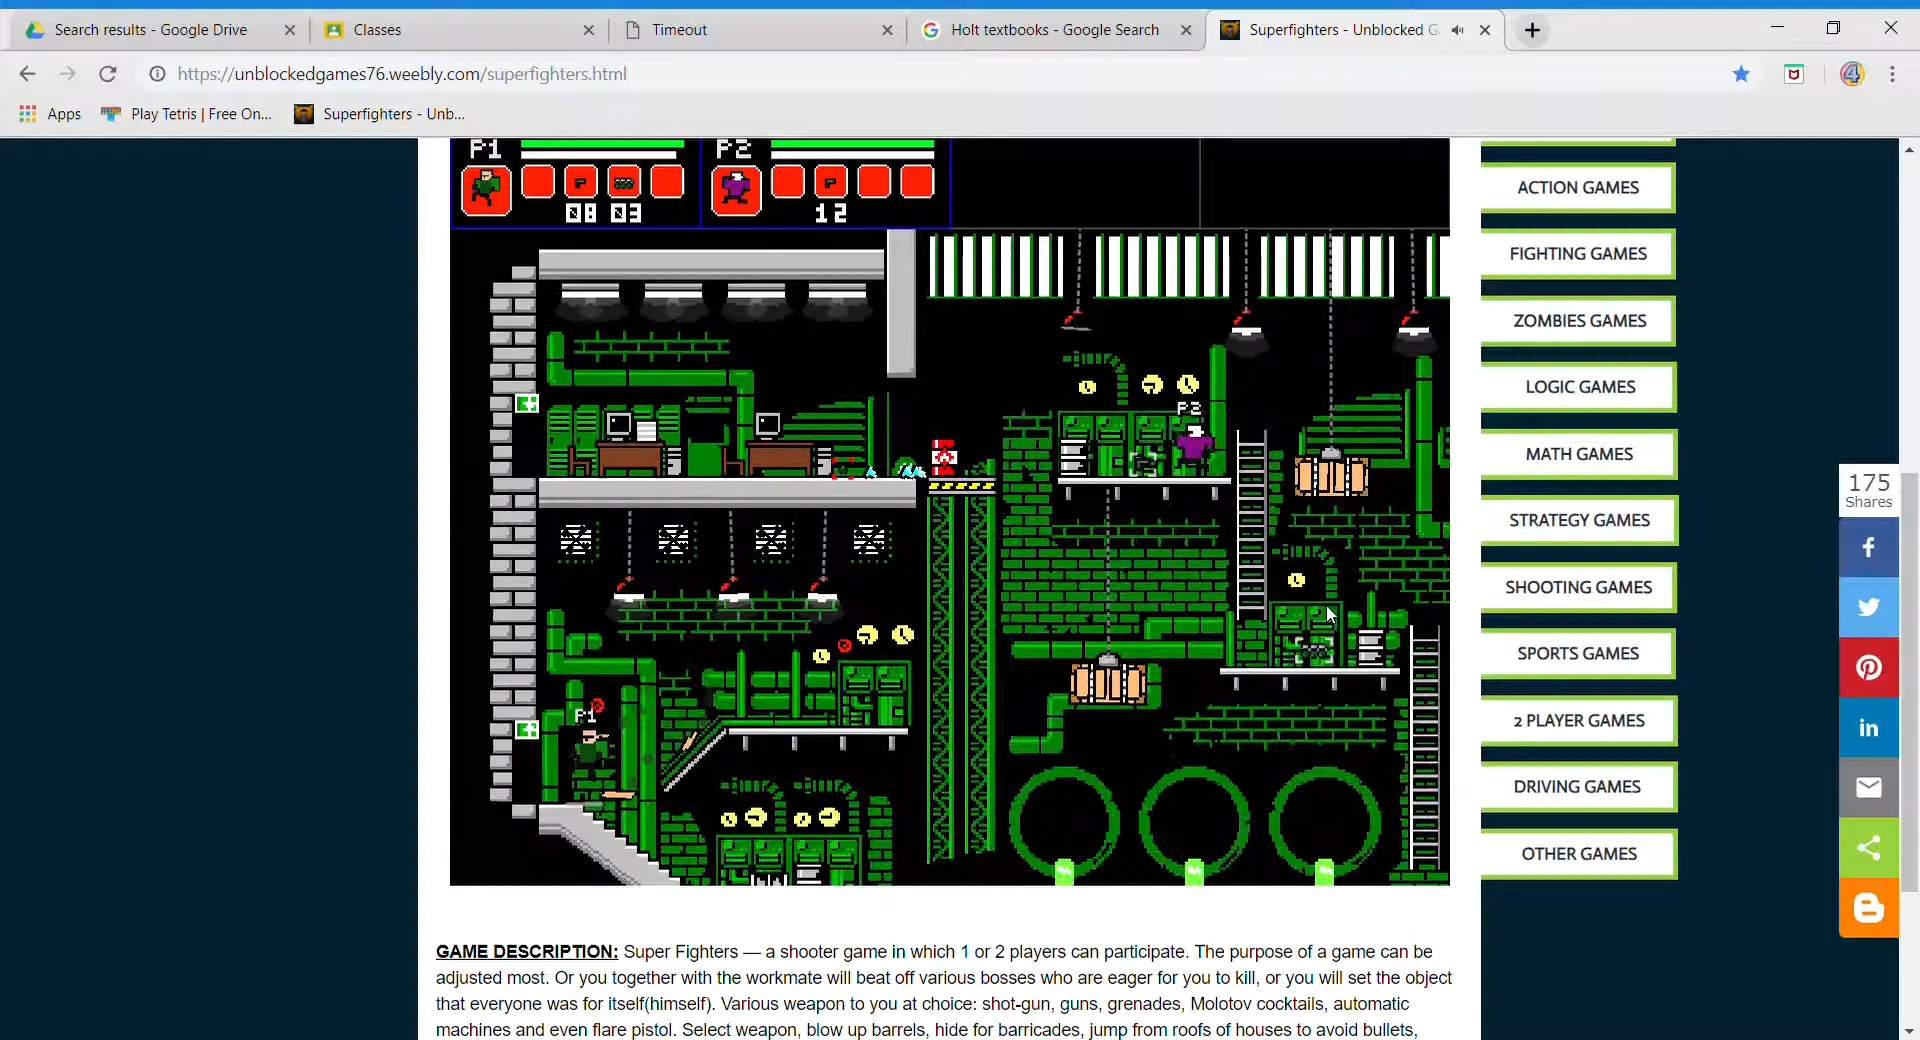 Search results - Google Drive
Classes
Timeout
Holt textbooks - Google Search
Superfighters - Unblocked G
https://unblockedgames76.weebly.com/superfighters.html
Apps
Play Tetris | Free On...
Superfighters - Unb...
P1
P2
08 03
12
P2
P1
ACTION GAMES
FIGHTING GAMES
ZOMBIES GAMES
LOGIC GAMES
MATH GAMES
STRATEGY GAMES
SHOOTING GAMES
SPORTS GAMES
2 PLAYER GAMES
DRIVING GAMES
OTHER GAMES
175
Shares
GAME DESCRIPTION: Super Fighters — a shooter game in which 1 or 2 players can participate. The purpose of a game can be
adjusted most. Or you together with the workmate will beat off various bosses who are eager for you to kill, or you will set the object
that everyone was for itself(himself). Various weapon to you at choice: shot-gun, guns, grenades, Molotov cocktails, automatic
machines and even flare pistol. Select weapon, blow up barrels, hide for barricades, jump from roofs of houses to avoid bullets,